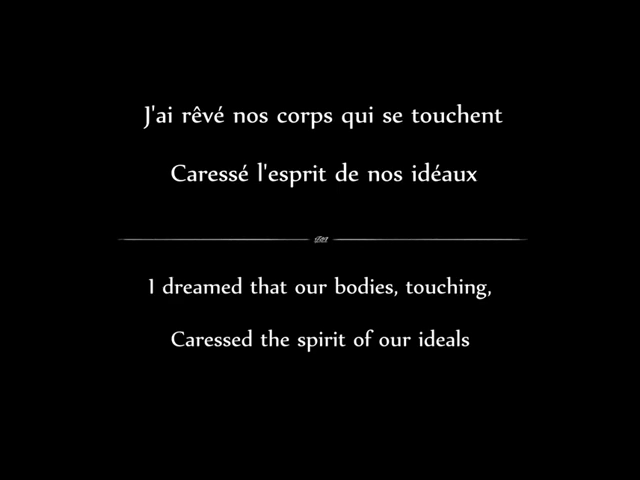 J'ai rêvé nos corps qui se touchent
Caressé l'esprit de nos idéaux
I dreamed that our bodies, touching,
Caressed the spirit of our ideals